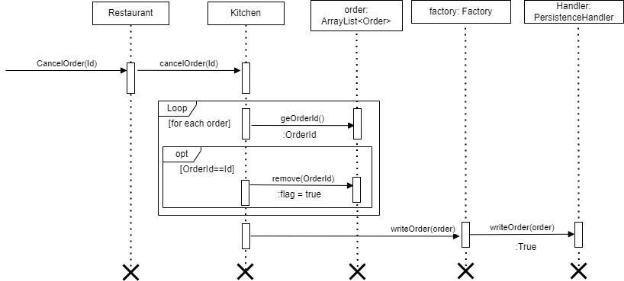 Restaurant
Kitchen
order:
ArrayList<Order>
factory: Factory
Handler:
PersistenceHandler
CancelOrder(Id)
cancelOrder(Id)
Loop
[for each order]
geOrderId()
:OrderId
opt
[OrderId==Id]
remove(OrderId)
:flag = true
writeOrder(order)
writeOrder(order)
:True